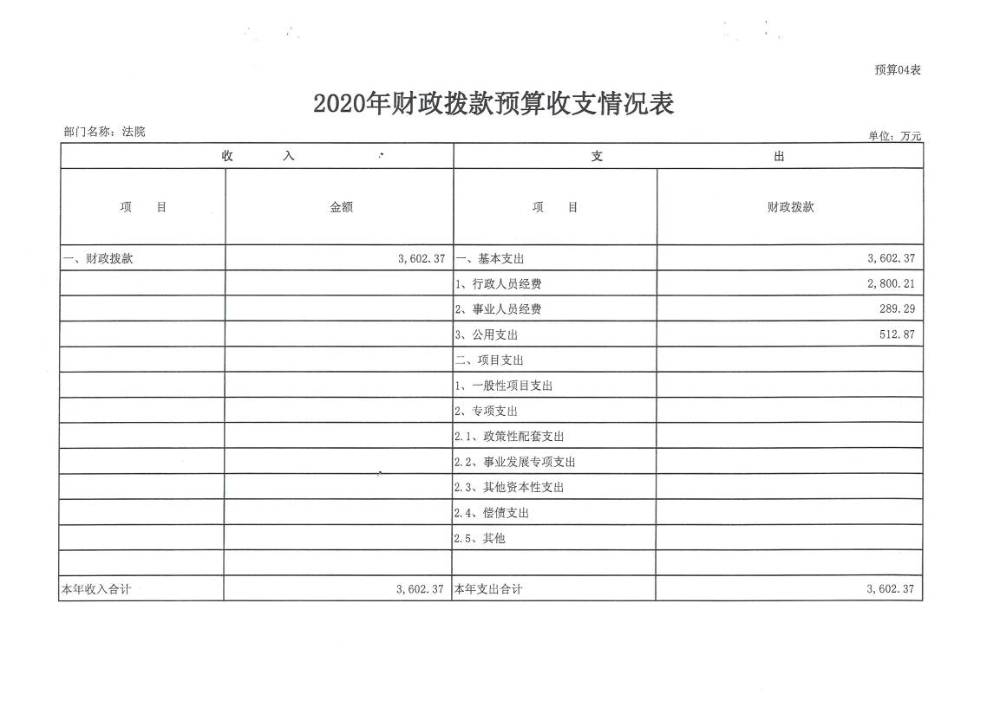 预算04表
2020年财政拨款预算收支情况表
部门名称：法院
单位：万元
收 入 支 出
项 目 金额 项 目 财政拨款
一、财政拨款 3,602.37 一、基本支出 3,602.37
1、行政人员经费 2,800.21
2、事业人员经费 289.29
3、公用支出 512.87
二、项目支出
1、一般性项目支出
2、专项支出
2.1、政策性配套支出
2.2、事业发展专项支出
2.3、其他资本性支出
2.4、偿债支出
2.5、其他
本年收入合计 3,602.37 本年支出合计 3,602.37